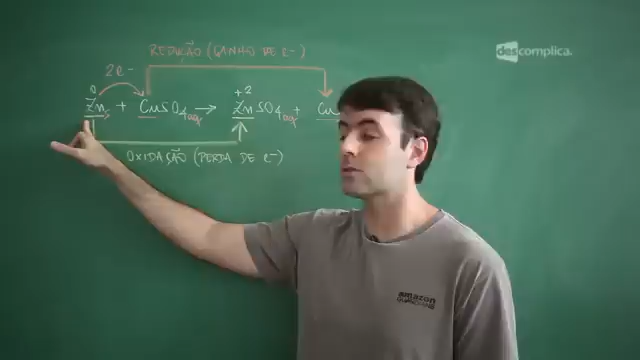 descomplica.
REDUÇÃO (GANHO DE e-)
2e-
0 +2
Zn + CuSO4aq → ZnSO4aq + Cu
OXIDAÇÃO (PERDA DE e-)
amazon